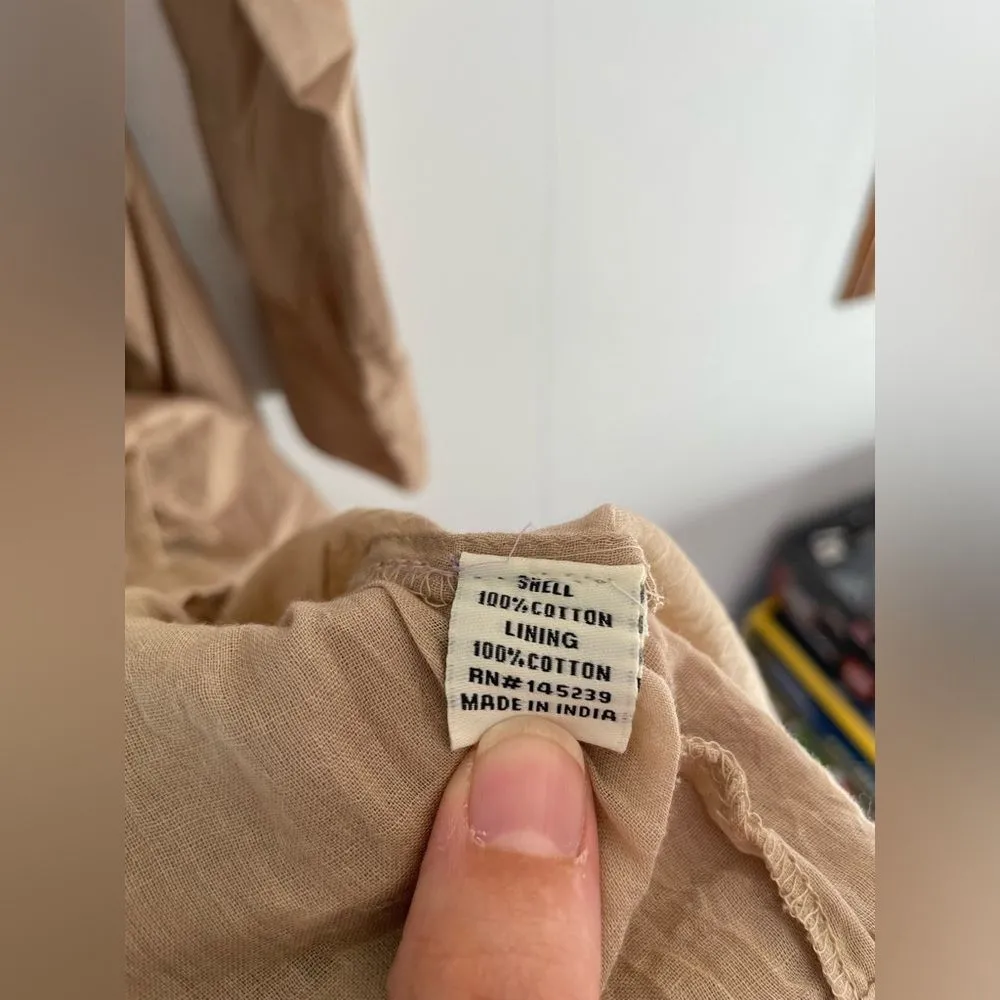 SHELL
100%COTTON
LINING
100%COTTON
RN#145239
MADE IN INDIA